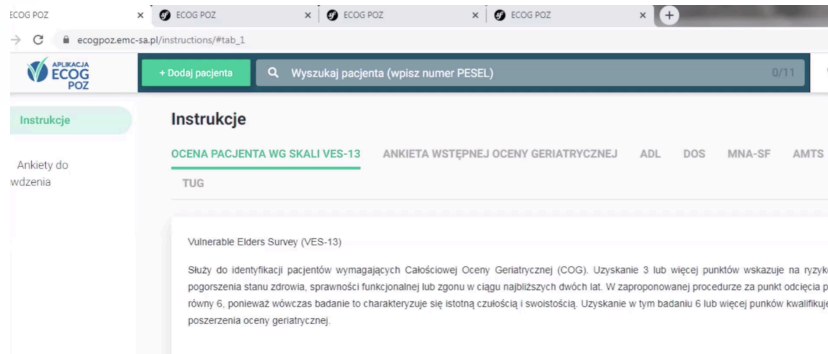 ECOG POZ
ECOG POZ
ECOG POZ
ECOG POZ
ecogpoz.emc-sa.pl/instructions/#tab_1
APLIKACJA
ECOG
POZ
+ Dodaj pacjenta
Wyszukaj pacjenta (wpisz numer PESEL)
0/11
Instrukcje
Ankiety do
wdzenia
Instrukcje
OCENA PACJENTA WG SKALI VES-13 ANKIETA WSTĘPNEJ OCENY GERIATRYCZNEJ ADL DOS MNA-SF AMTS
TUG
Vulnerable Elders Survey (VES-13)
Służy do identyfikacji pacjentów wymagających Całościowej Oceny Geriatrycznej (COG). Uzyskanie 3 lub więcej punktów wskazuje na ryzyk
pogorszenia stanu zdrowia, sprawności funkcjonalnej lub zgonu w ciągu najbliższych dwóch lat. W zaproponowanej procedurze za punkt odcięcia p
równy 6, ponieważ wówczas badanie to charakteryzuje się istotną czułością i swoistością. Uzyskanie w tym badaniu 6 lub więcej punków kwalifikuj
poszerzenia oceny geriatrycznej.